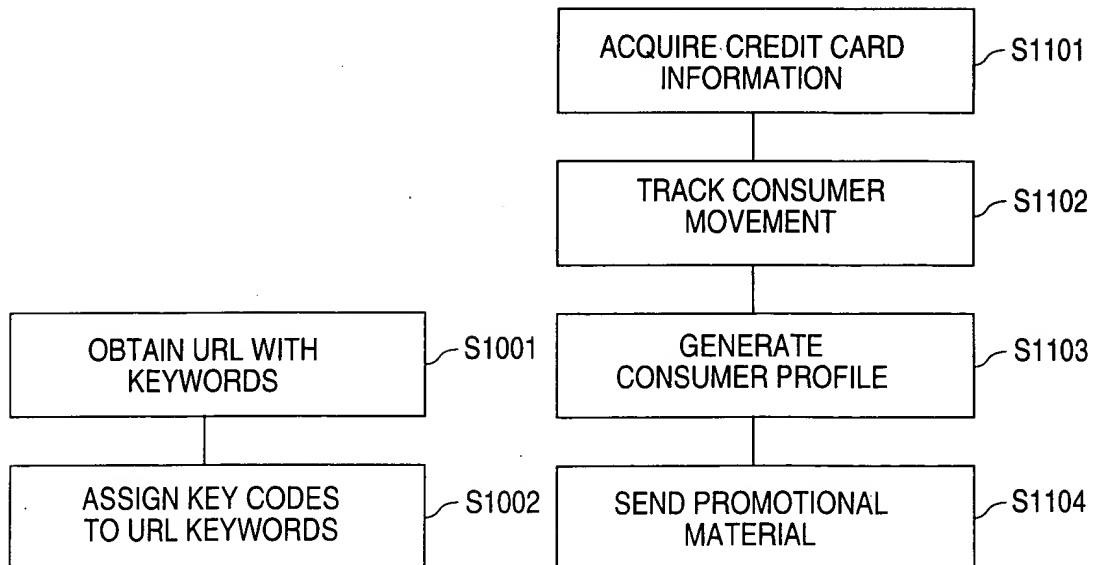 ACQUIRE CREDIT CARD
INFORMATION
S1101
TRACK CONSUMER
MOVEMENT
S1102
OBTAIN URL WITH
KEYWORDS
S1001
GENERATE
CONSUMER PROFILE
S1103
ASSIGN KEY CODES
TO URL KEYWORDS
S1002
SEND PROMOTIONAL
MATERIAL
S1104